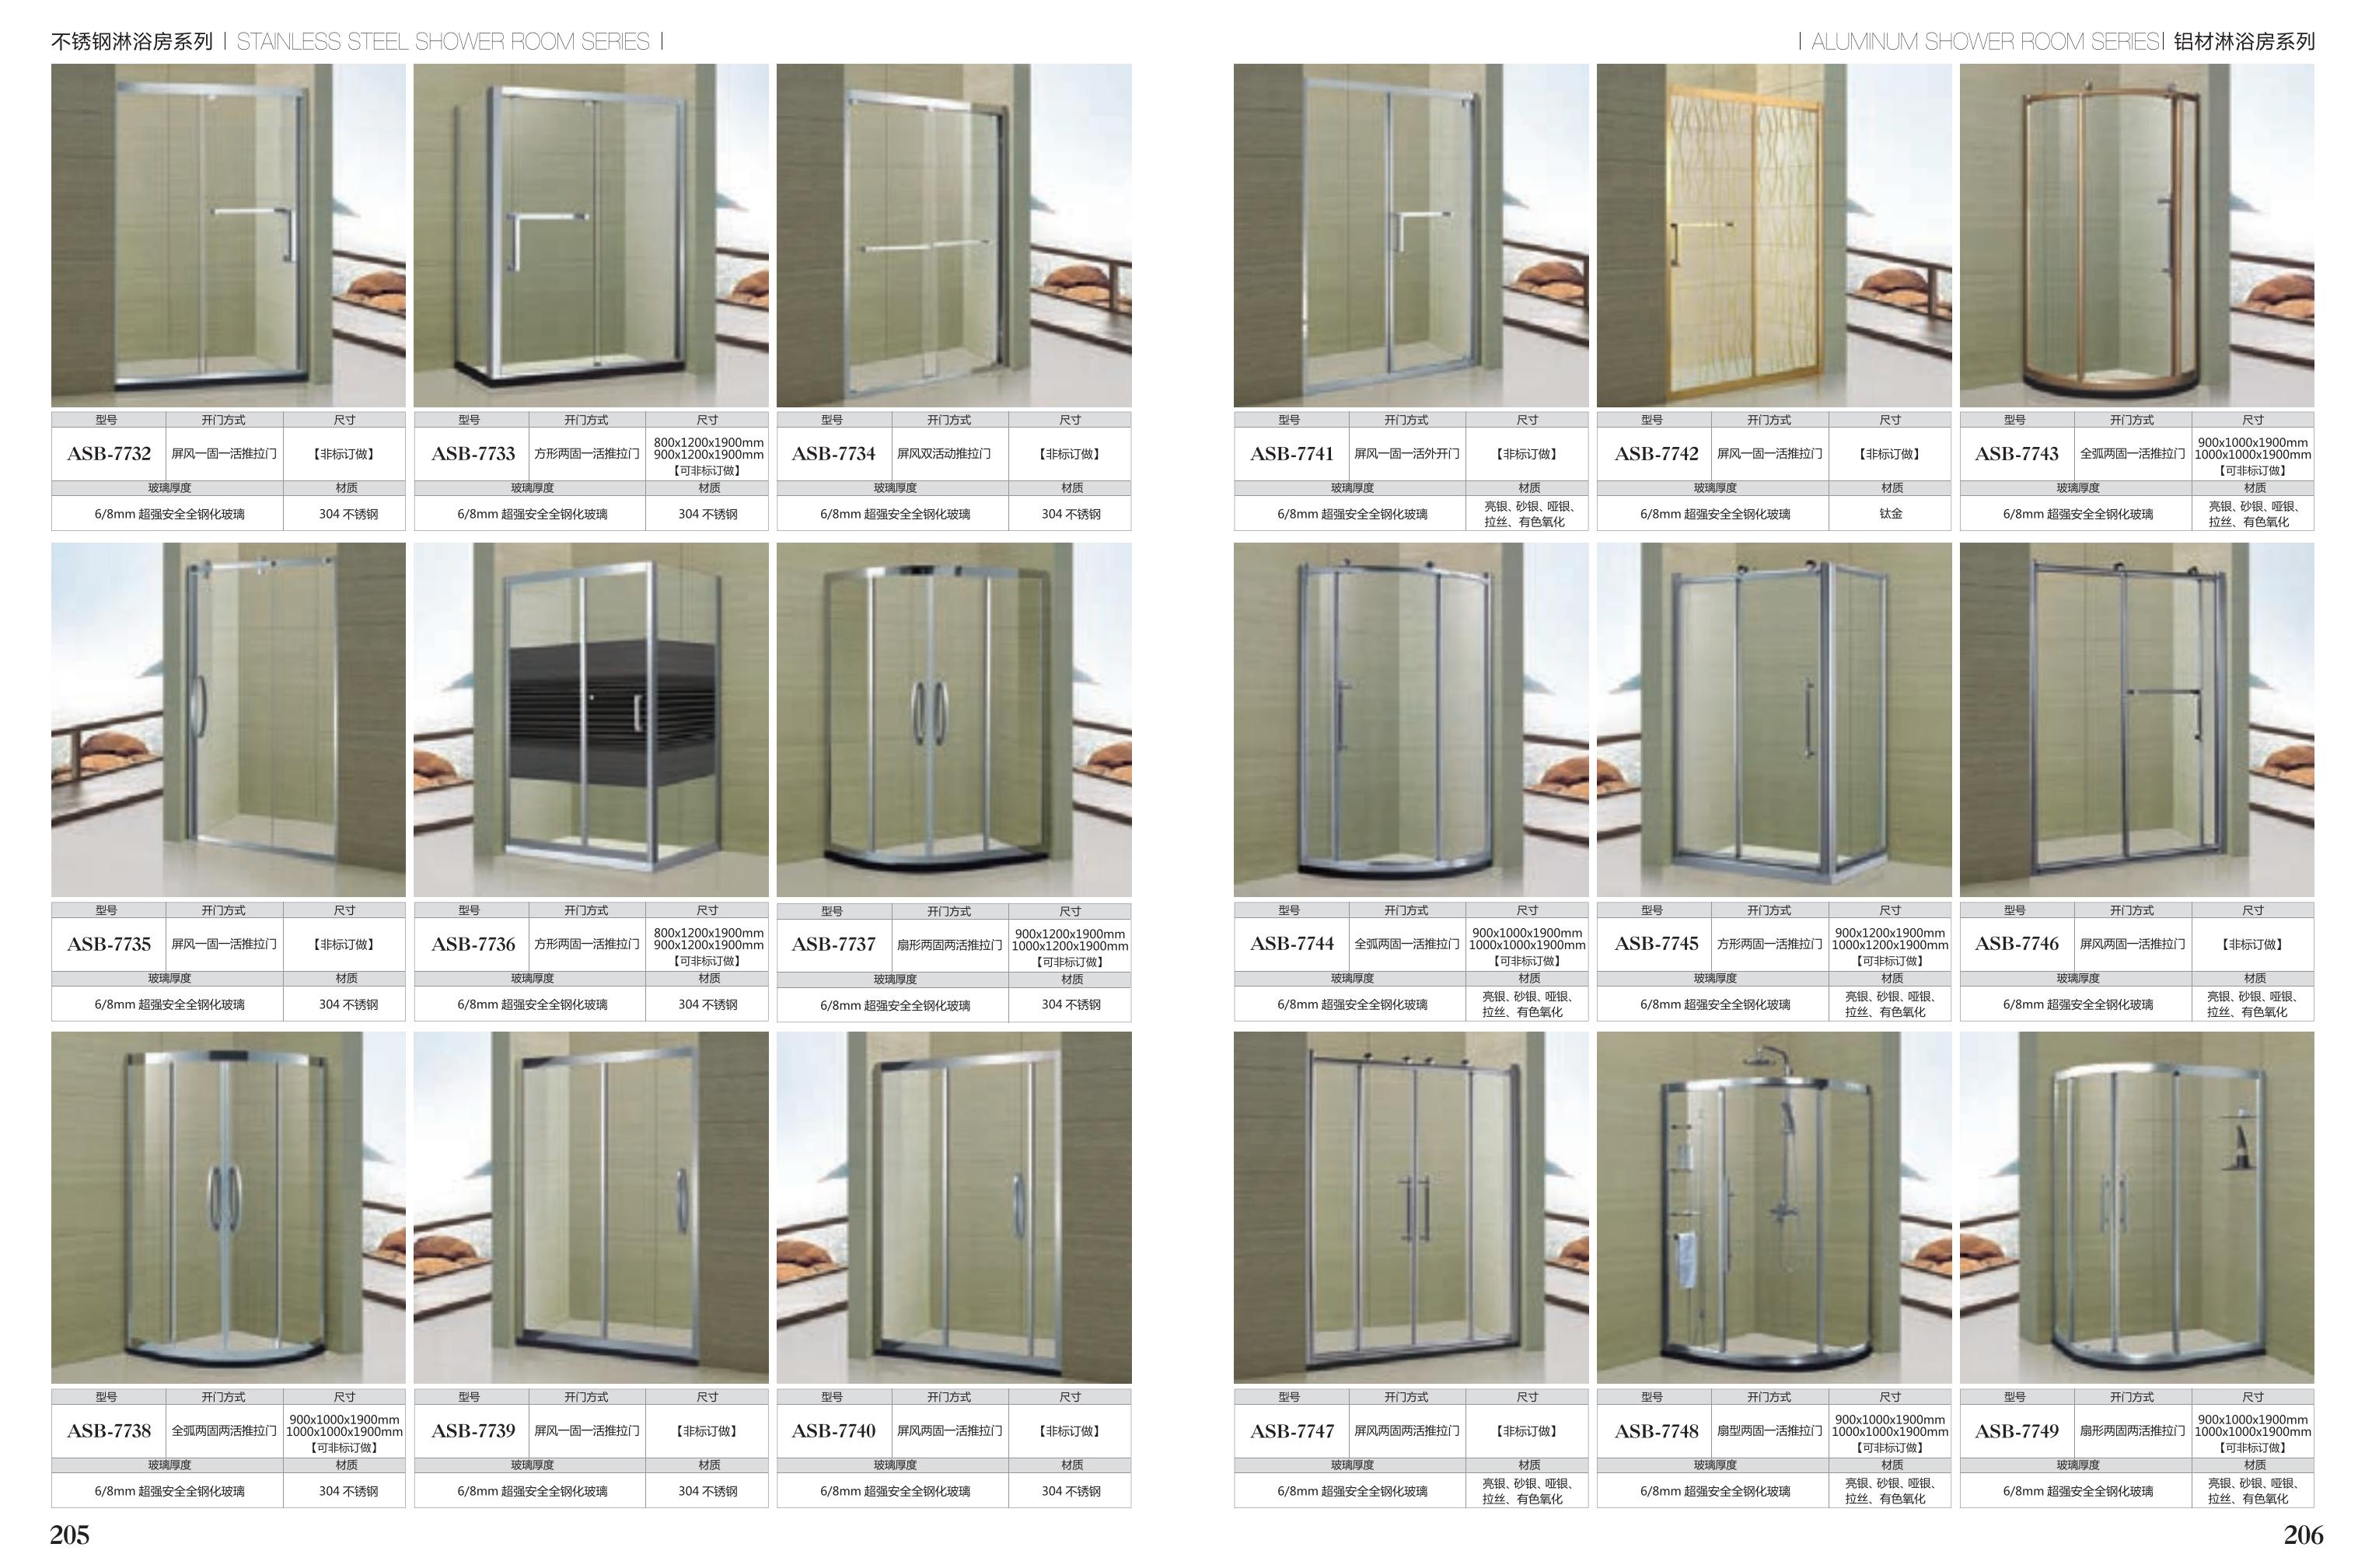 不锈钢淋浴房系列 | STAINLESS STEEL SHOWER ROOM SERIES |
型号 开门方式 尺寸
ASB-7732 屏风一固一活推拉门 【非标订做】
玻璃厚度 材质
6/8mm 超强安全全钢化玻璃 304 不锈钢
型号 开门方式 尺寸
ASB-7733 方形两固一活推拉门 800x1200x1900mm
900x1200x1900mm
【可非标订做】
玻璃厚度 材质
6/8mm 超强安全全钢化玻璃 304 不锈钢
型号 开门方式 尺寸
ASB-7734 屏风双活动推拉门 【非标订做】
玻璃厚度 材质
6/8mm 超强安全全钢化玻璃 304 不锈钢
型号 开门方式 尺寸
ASB-7735 屏风一固一活推拉门 【非标订做】
玻璃厚度 材质
6/8mm 超强安全全钢化玻璃 304 不锈钢
型号 开门方式 尺寸
ASB-7736 方形两固一活推拉门 800x1200x1900mm
900x1200x1900mm
【可非标订做】
玻璃厚度 材质
6/8mm 超强安全全钢化玻璃 304 不锈钢
型号 开门方式 尺寸
ASB-7737 扇形两固两活推拉门 900x1200x1900mm
1000x1200x1900mm
【可非标订做】
玻璃厚度 材质
6/8mm 超强安全全钢化玻璃 304 不锈钢
型号 开门方式 尺寸
ASB-7738 全弧两固两活推拉门 900x1000x1900mm
1000x1000x1900mm
【可非标订做】
玻璃厚度 材质
6/8mm 超强安全全钢化玻璃 304 不锈钢
型号 开门方式 尺寸
ASB-7739 屏风一固一活推拉门 【非标订做】
玻璃厚度 材质
6/8mm 超强安全全钢化玻璃 304 不锈钢
型号 开门方式 尺寸
ASB-7740 屏风两固一活推拉门 【非标订做】
玻璃厚度 材质
6/8mm 超强安全全钢化玻璃 304 不锈钢
205
| ALUMINUM SHOWER ROOM SERIES| 铝材淋浴房系列
型号 开门方式 尺寸
ASB-7741 屏风一固一活外开门 【非标订做】
玻璃厚度 材质
6/8mm 超强安全全钢化玻璃 亮银、砂银、哑银、
拉丝、有色氧化
型号 开门方式 尺寸
ASB-7742 屏风一固一活推拉门 【非标订做】
玻璃厚度 材质
6/8mm 超强安全全钢化玻璃 钛金
型号 开门方式 尺寸
ASB-7743 全弧两固一活推拉门 900x1000x1900mm
1000x1000x1900mm
【可非标订做】
玻璃厚度 材质
6/8mm 超强安全全钢化玻璃 亮银、砂银、哑银、
拉丝、有色氧化
型号 开门方式 尺寸
ASB-7744 全弧两固一活推拉门 900x1000x1900mm
1000x1000x1900mm
【可非标订做】
玻璃厚度 材质
6/8mm 超强安全全钢化玻璃 亮银、砂银、哑银、
拉丝、有色氧化
型号 开门方式 尺寸
ASB-7745 方形两固一活推拉门 900x1200x1900mm
1000x1200x1900mm
【可非标订做】
玻璃厚度 材质
6/8mm 超强安全全钢化玻璃 亮银、砂银、哑银、
拉丝、有色氧化
型号 开门方式 尺寸
ASB-7746 屏风两固一活推拉门 【非标订做】
玻璃厚度 材质
6/8mm 超强安全全钢化玻璃 亮银、砂银、哑银、
拉丝、有色氧化
型号 开门方式 尺寸
ASB-7747 屏风两固两活推拉门 【非标订做】
玻璃厚度 材质
6/8mm 超强安全全钢化玻璃 亮银、砂银、哑银、
拉丝、有色氧化
型号 开门方式 尺寸
ASB-7748 扇型两固一活推拉门 900x1000x1900mm
1000x1000x1900mm
【可非标订做】
玻璃厚度 材质
6/8mm 超强安全全钢化玻璃 亮银、砂银、哑银、
拉丝、有色氧化
型号 开门方式 尺寸
ASB-7749 扇形两固两活推拉门 900x1000x1900mm
1000x1000x1900mm
【可非标订做】
玻璃厚度 材质
6/8mm 超强安全全钢化玻璃 亮银、砂银、哑银、
拉丝、有色氧化
206